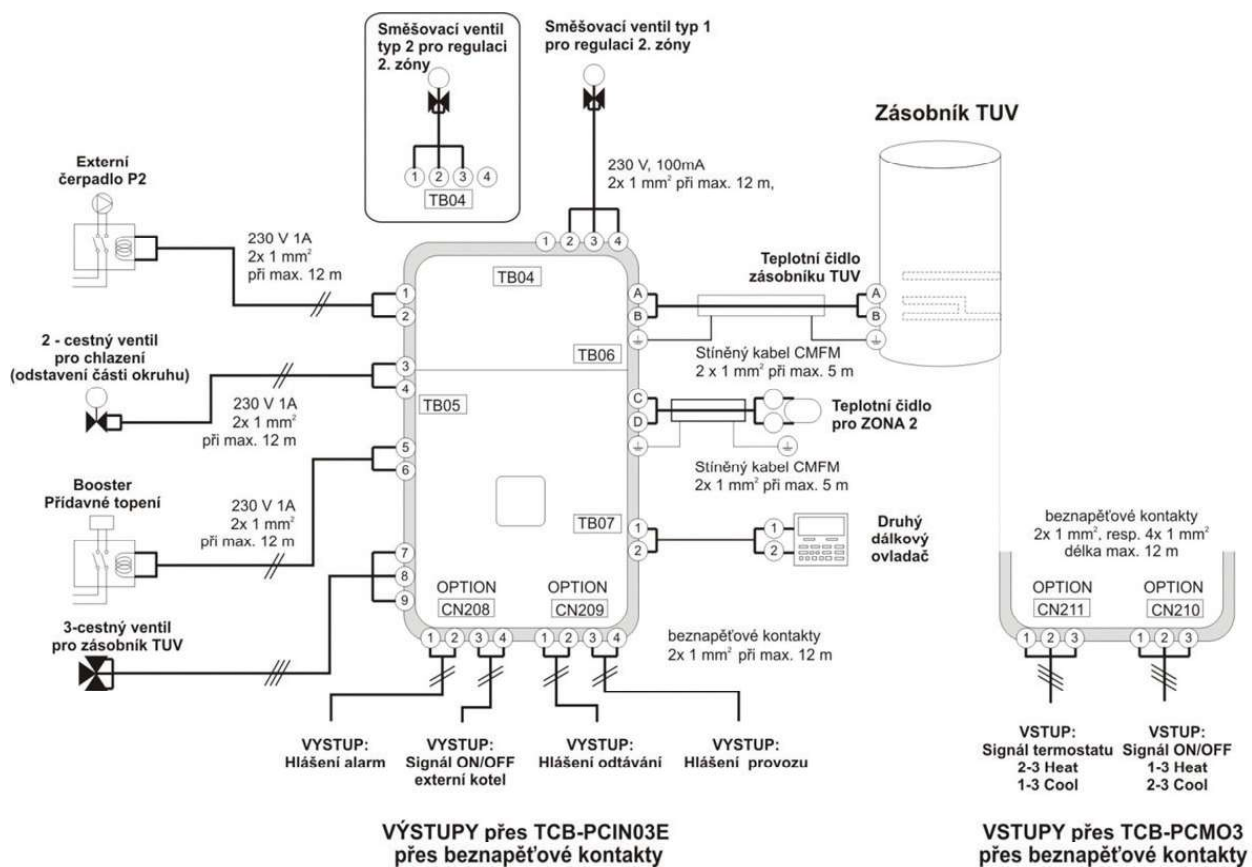 Směšovací ventil
typ 2 pro regulaci
2. zóny
1 2 3 4
TB04
Směšovací ventil typ 1
pro regulaci 2. zóny
230 V, 100mA
2x 1 mm² při max. 12 m,
1 2 3 4
TB04
Zásobník TUV
Externí
čerpadlo P2
230 V 1A
2x 1 mm²
při max. 12 m
1
2
2 - cestný ventil
pro chlazení
(odstavení části okruhu)
230 V 1A
2x 1 mm²
při max. 12 m
3
4
TB05
5
6
Booster
Přídavné topení
230 V 1A
2x 1 mm²
při max. 12 m
7
8
9
3-cestný ventil
pro zásobník TUV
A
B
TB06
Teplotní čidlo
zásobníku TUV
A
B
Stíněný kabel CMFM
2 x 1 mm² při max. 5 m
C
D
Teplotní čidlo
pro ZONA 2
Stíněný kabel CMFM
2x 1 mm² při max. 5 m
TB07
1
2
1
2
Druhý
dálkový
ovladač
OPTION
CN208
OPTION
CN209
1 2 3 4
1 2 3 4
beznapěťové kontakty
2x 1 mm² při max. 12 m
VYSTUP:
Hlášení alarm
VYSTUP:
Signál ON/OFF
externí kotel
VYSTUP:
Hlášení odtávání
VYSTUP:
Hlášení provozu
VÝSTUPY přes TCB-PCIN03E
přes beznapěťové kontakty
beznapěťové kontakty
2x 1 mm², resp. 4x 1 mm²
délka max. 12 m
OPTION
CN211
OPTION
CN210
1 2 3
1 2 3
VSTUP:
Signál termostatu
2-3 Heat
1-3 Cool
VSTUP:
Signál ON/OFF
1-3 Heat
2-3 Cool
VSTUPY přes TCB-PCMO3
přes beznapěťové kontakty